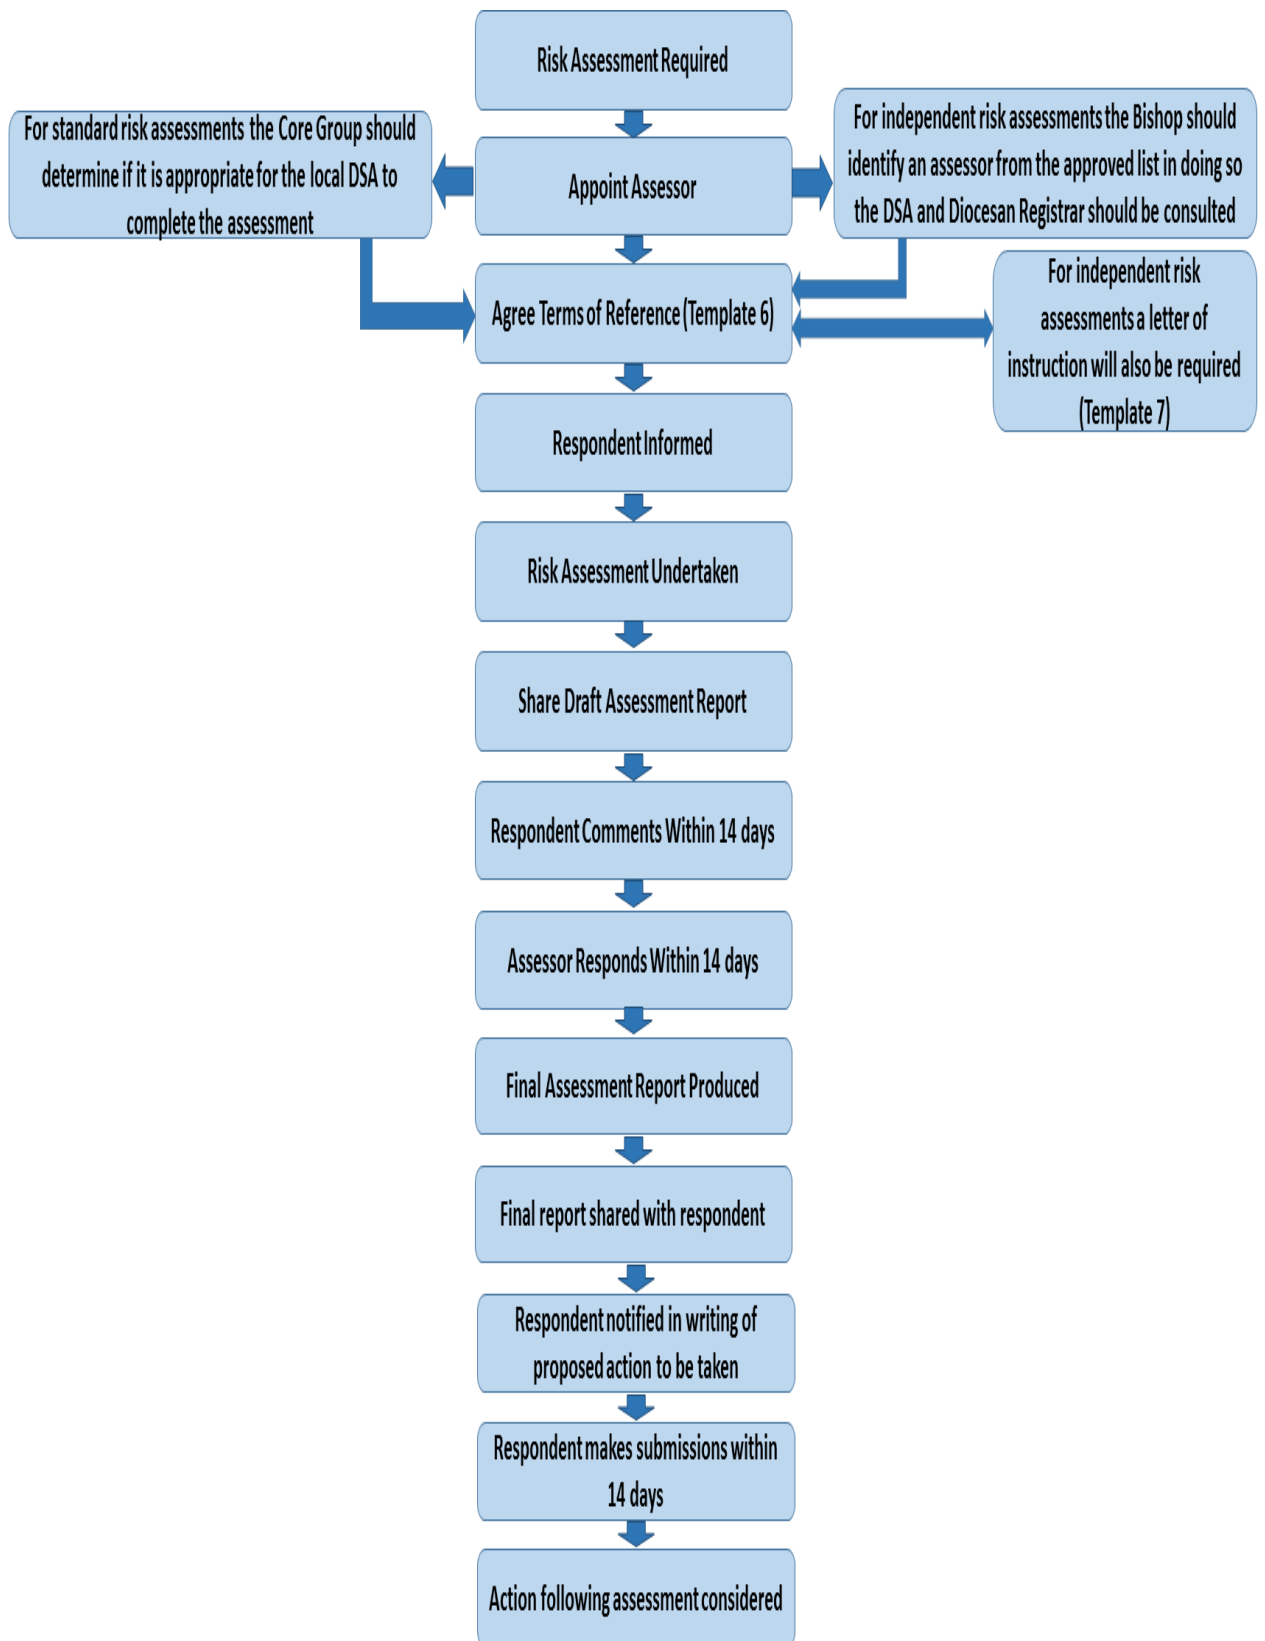 Risk Assessment Required
For standard risk assessments the Core Group should
determine if it is appropriate for the local DSA to
complete the assessment
Appoint Assessor
For independent risk assessments the Bishop should
identify an assessor from the approved list in doing so
the DSA and Diocesan Registrar should be consulted
Agree Terms of Reference (Template 6)
For independent risk
assessments a letter of
instruction will also be required
(Template 7)
Respondent Informed
Risk Assessment Undertaken
Share Draft Assessment Report
Respondent Comments Within 14 days
Assessor Responds Within 14 days
Final Assessment Report Produced
Final report shared with respondent
Respondent notified in writing of
proposed action to be taken
Respondent makes submissions within
14 days
Action following assessment considered